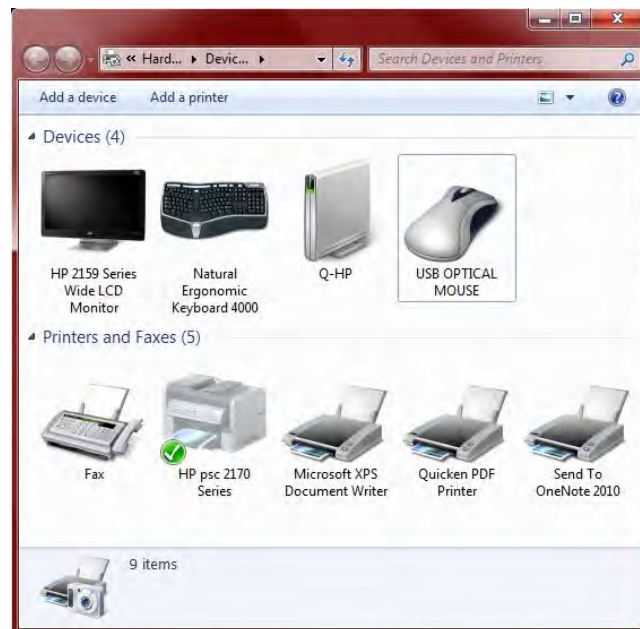 « Hard... ▸ Devic... ▸
Search Devices and Printers
Add a device Add a printer
Devices (4)
HP 2159 Series
Wide LCD
Monitor
Natural
Ergonomic
Keyboard 4000
Q-HP
USB OPTICAL
MOUSE
Printers and Faxes (5)
Fax
HP psc 2170
Series
Microsoft XPS
Document Writer
Quicken PDF
Printer
Send To
OneNote 2010
9 items